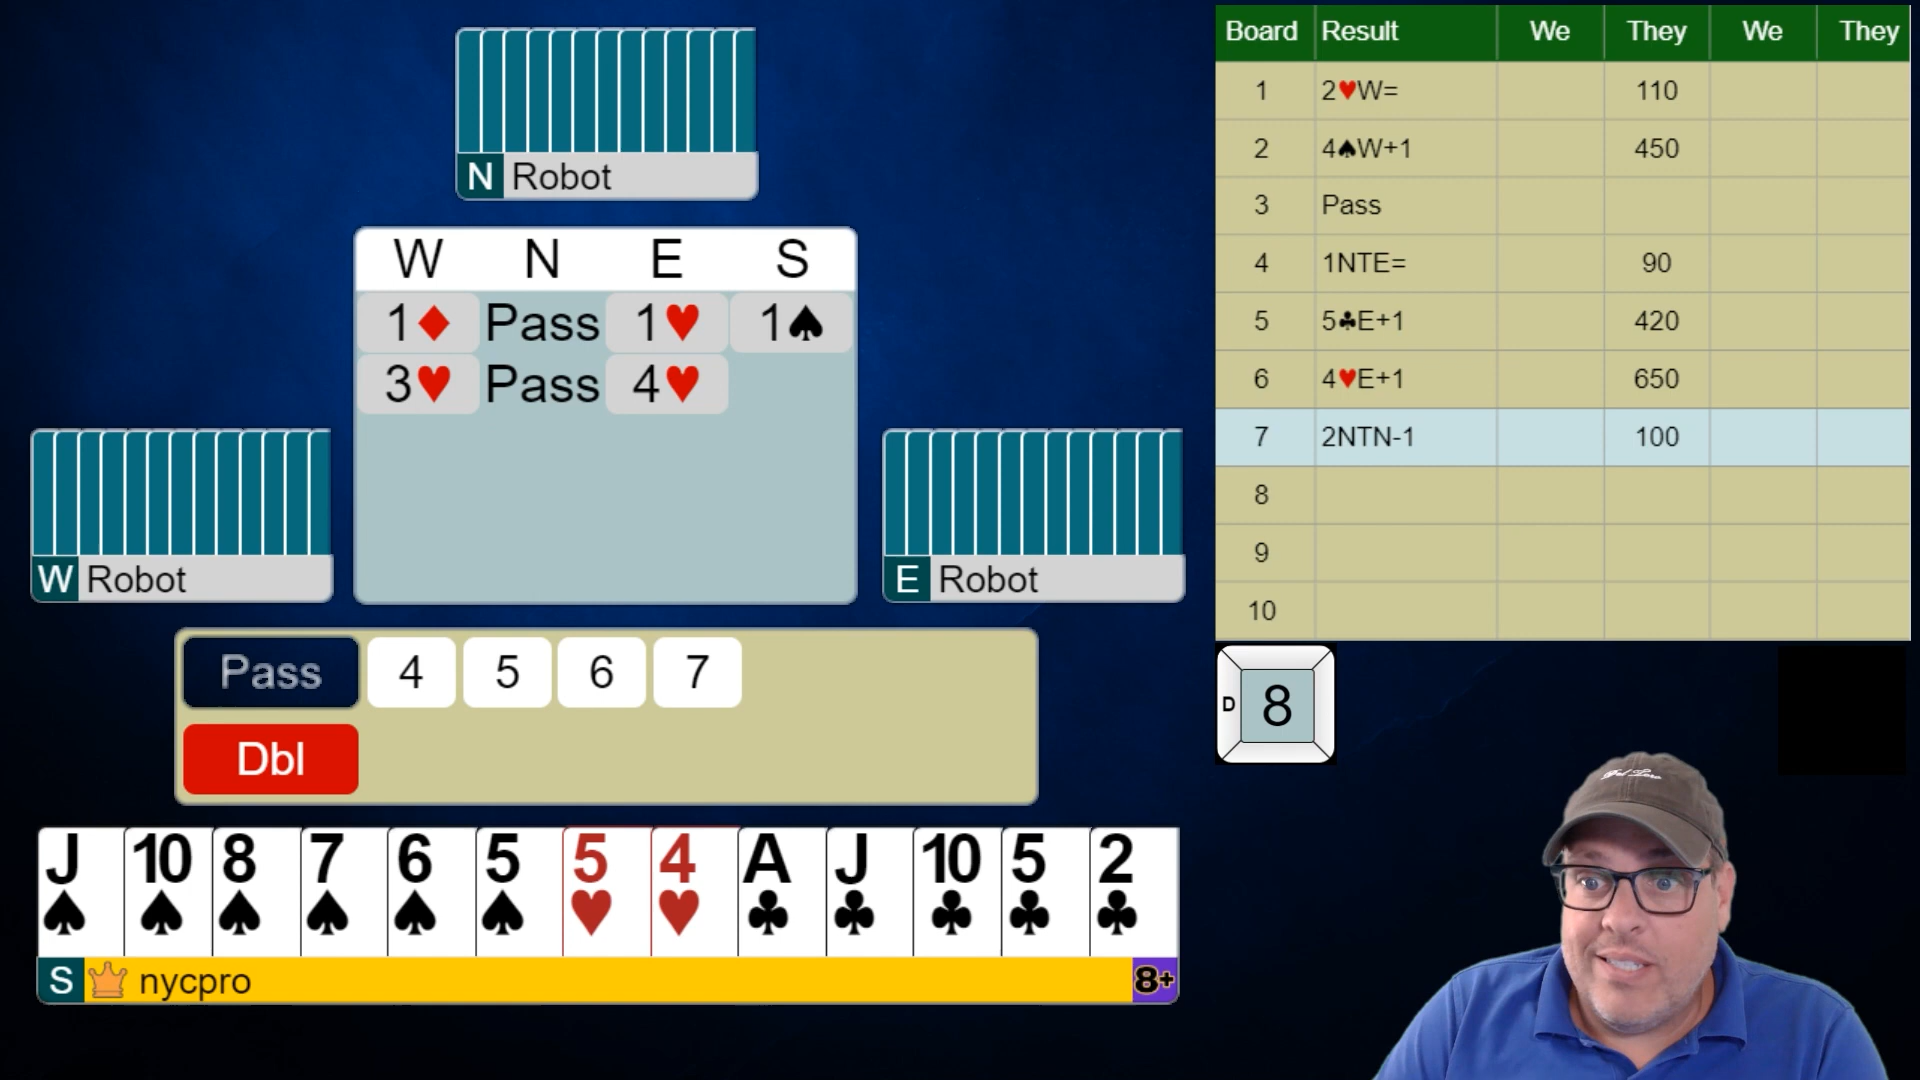 N Robot
W N E S
1♦ Pass 1♥ 1♠
3♥ Pass 4♥
W Robot
E Robot
Pass 4 5 6 7
Dbl
J♠ 10♠ 8♠ 7♠ 6♠ 5♠ 5♥ 4♥ A♣ J♣ 10♣ 5♣ 2♣
S nycpro 8+
Board Result We They We They
1 2♥W= 110
2 4♠W+1 450
3 Pass
4 1NTE= 90
5 5♣E+1 420
6 4♥E+1 650
7 2NTN-1 100
8
9
10
D 8